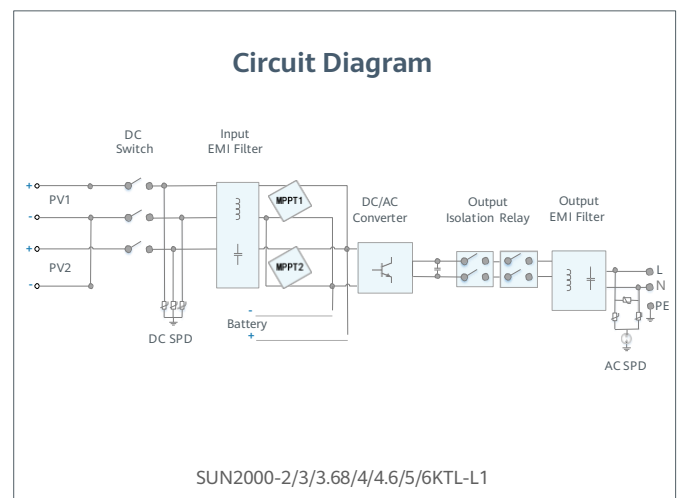 Circuit Diagram
DC
Switch
Input
EMI Filter
+
PV1
-
+
PV2
-
MPPT1
MPPT2
DC/AC
Converter
Output
Isolation Relay
Output
EMI Filter
L
N
PE
-
Battery
+
DC SPD
AC SPD
SUN2000-2/3/3.68/4/4.6/5/6KTL-L1